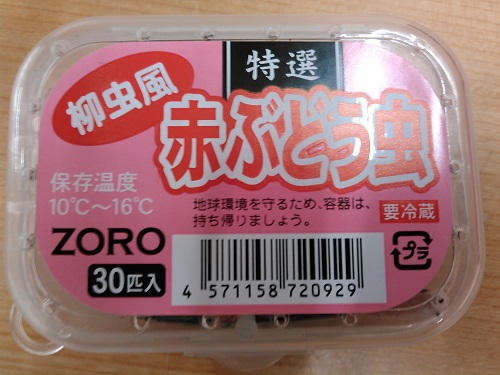 特選
柳虫風
赤ぶどう虫
保存温度
10℃～16℃
地球環境を守るため、容器は、
持ち帰りましょう。
要冷蔵
ZORO
30匹入
4 571158 720929
プラ